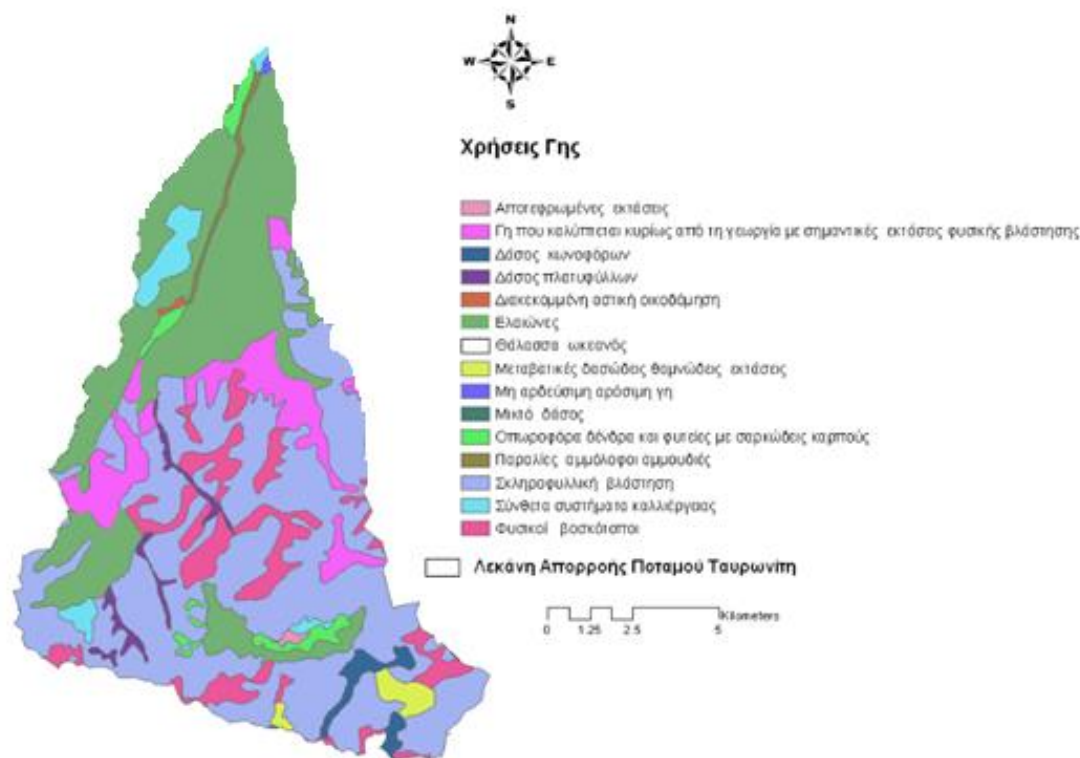 N
W E
S
Χρήσεις Γης
Αποτεφρωμένες εκτάσεις
Γη που καλύπτεται κυρίως από τη γεωργία με σημαντικές εκτάσεις φυσικής βλάστησης
Δάσος κωνοφόρων
Δάσος πλατυφύλλων
Διακεκομμένη αστική οικοδόμηση
Ελαιώνες
Θάλασσα ωκεανός
Μεταβατικές δασώδεις θαμνώδεις εκτάσεις
Μη αρδεύσιμη αρόσιμη γη
Μικτό δάσος
Οπωροφόρα δένδρα και φυτείες με σαρκώδεις καρπούς
Παραλίες αμμόλοφοι αμμουδιές
Σκληροφυλλική βλάστηση
Σύνθετα συστήματα καλλιέργειας
Φυσικοί βοσκότοποι
Λεκάνη Απορροής Ποταμού Ταυρωνίτη
Kilometers
0 1.25 2.5 5